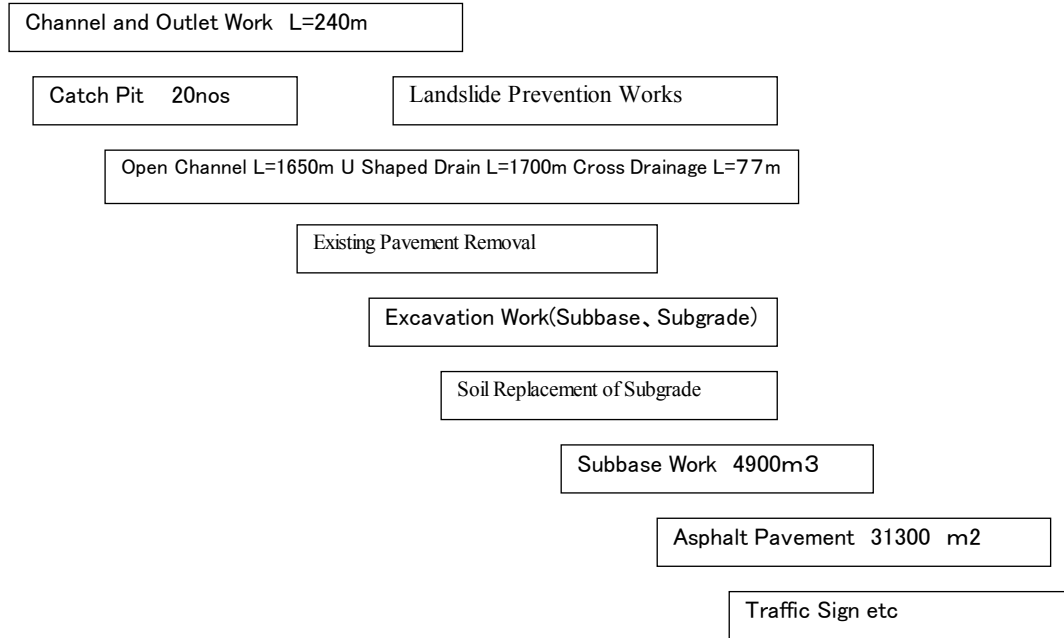 Channel and Outlet Work L=240m
Catch Pit 20nos
Landslide Prevention Works
Open Channel L=1650m U Shaped Drain L=1700m Cross Drainage L=77m
Existing Pavement Removal
Excavation Work(Subbase、Subgrade)
Soil Replacement of Subgrade
Subbase Work 4900m3
Asphalt Pavement 31300 m2
Traffic Sign etc